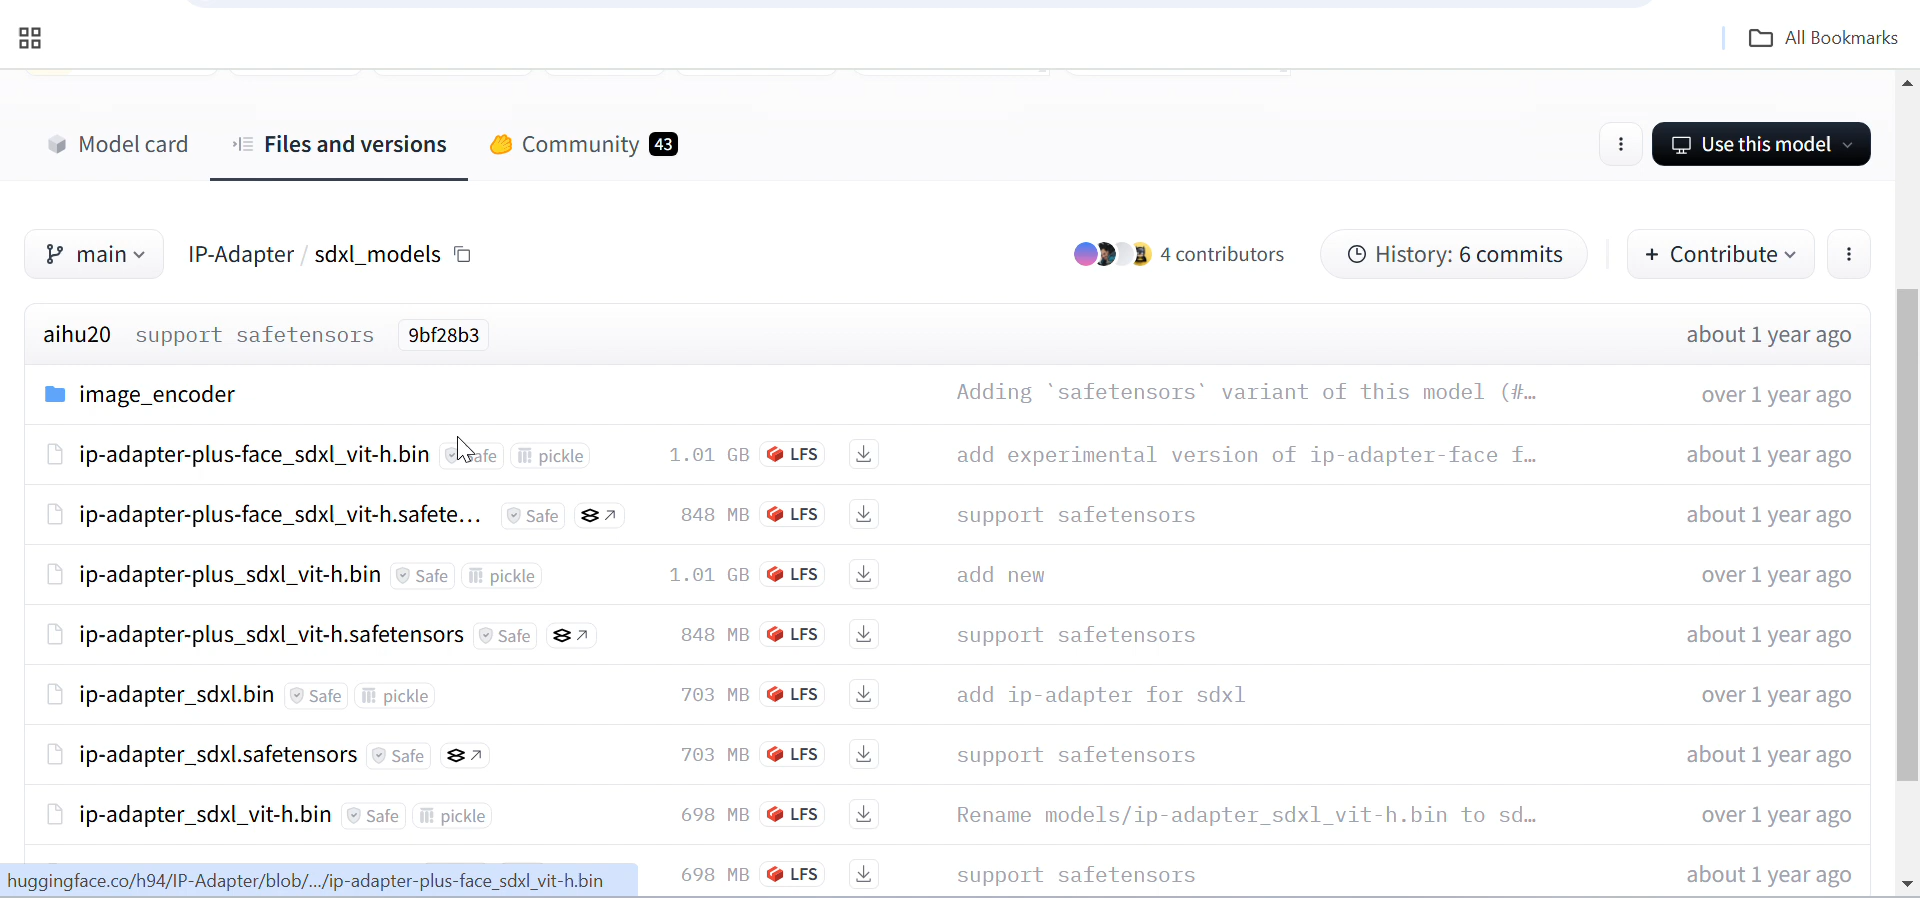 All Bookmarks
Model card Files and versions Community 43 Use this model
main IP-Adapter / sdxl_models 4 contributors History: 6 commits + Contribute
aihu20 support safetensors 9bf28b3 about 1 year ago
image_encoder Adding `safetensors` variant of this model (#… over 1 year ago
ip-adapter-plus-face_sdxl_vit-h.bin Safe pickle 1.01 GB LFS add experimental version of ip-adapter-face f… about 1 year ago
ip-adapter-plus-face_sdxl_vit-h.safete… Safe 848 MB LFS support safetensors about 1 year ago
ip-adapter-plus_sdxl_vit-h.bin Safe pickle 1.01 GB LFS add new over 1 year ago
ip-adapter-plus_sdxl_vit-h.safetensors Safe 848 MB LFS support safetensors about 1 year ago
ip-adapter_sdxl.bin Safe pickle 703 MB LFS add ip-adapter for sdxl over 1 year ago
ip-adapter_sdxl.safetensors Safe 703 MB LFS support safetensors about 1 year ago
ip-adapter_sdxl_vit-h.bin Safe pickle 698 MB LFS Rename models/ip-adapter_sdxl_vit-h.bin to sd… over 1 year ago
698 MB LFS support safetensors about 1 year ago
huggingface.co/h94/IP-Adapter/blob/…/ip-adapter-plus-face_sdxl_vit-h.bin